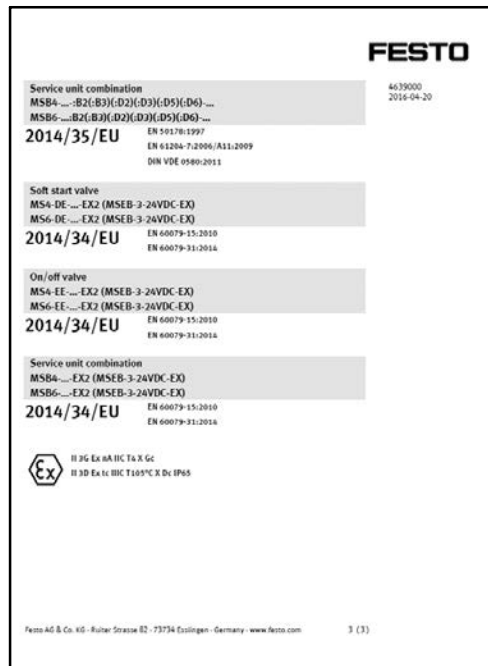 FESTO
4639000
2016-04-20
Service unit combination
MSB4-...-:B2(:B3)(:D2)(:D3)(:D5)(:D6)-...
MSB6-...:B2(:B3)(:D2)(:D3)(:D5)(:D6)-...
2014/35/EU
EN 50178:1997
EN 61204-7:2006/A11:2009
DIN VDE 0580:2011
Soft start valve
MS4-DE-...-EX2 (MSEB-3-24VDC-EX)
MS6-DE-...-EX2 (MSEB-3-24VDC-EX)
2014/34/EU
EN 60079-15:2010
EN 60079-31:2014
On/off valve
MS4-EE-...-EX2 (MSEB-3-24VDC-EX)
MS6-EE-...-EX2 (MSEB-3-24VDC-EX)
2014/34/EU
EN 60079-15:2010
EN 60079-31:2014
Service unit combination
MSB4-...-EX2 (MSEB-3-24VDC-EX)
MSB6-...-EX2 (MSEB-3-24VDC-EX)
2014/34/EU
EN 60079-15:2010
EN 60079-31:2014
Ex
II 3G Ex nA IIC T4 X Gc
II 3D Ex tc IIIC T105°C X Dc IP65
Festo AG & Co. KG - Ruiter Strasse 82 - 73734 Esslingen - Germany - www.festo.com 3 (3)